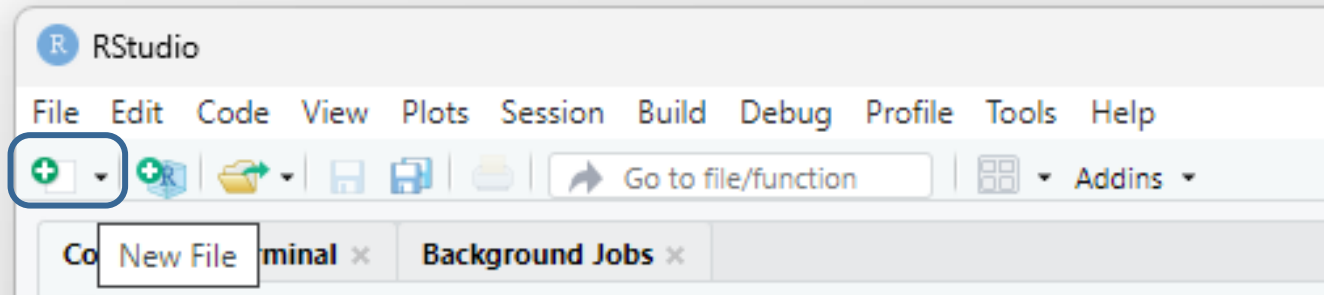 R RStudio
File Edit Code View Plots Session Build Debug Profile Tools Help
R Go to file/function Addins
Co New File rminal × Background Jobs ×